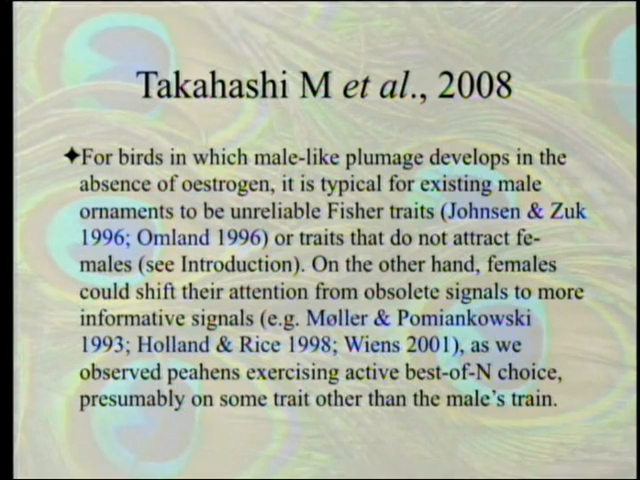 Takahashi M et al., 2008
✦For birds in which male-like plumage develops in the
absence of oestrogen, it is typical for existing male
ornaments to be unreliable Fisher traits (Johnsen & Zuk
1996; Omland 1996) or traits that do not attract fe-
males (see Introduction). On the other hand, females
could shift their attention from obsolete signals to more
informative signals (e.g. Møller & Pomiankowski
1993; Holland & Rice 1998; Wiens 2001), as we
observed peahens exercising active best-of-N choice,
presumably on some trait other than the male's train.